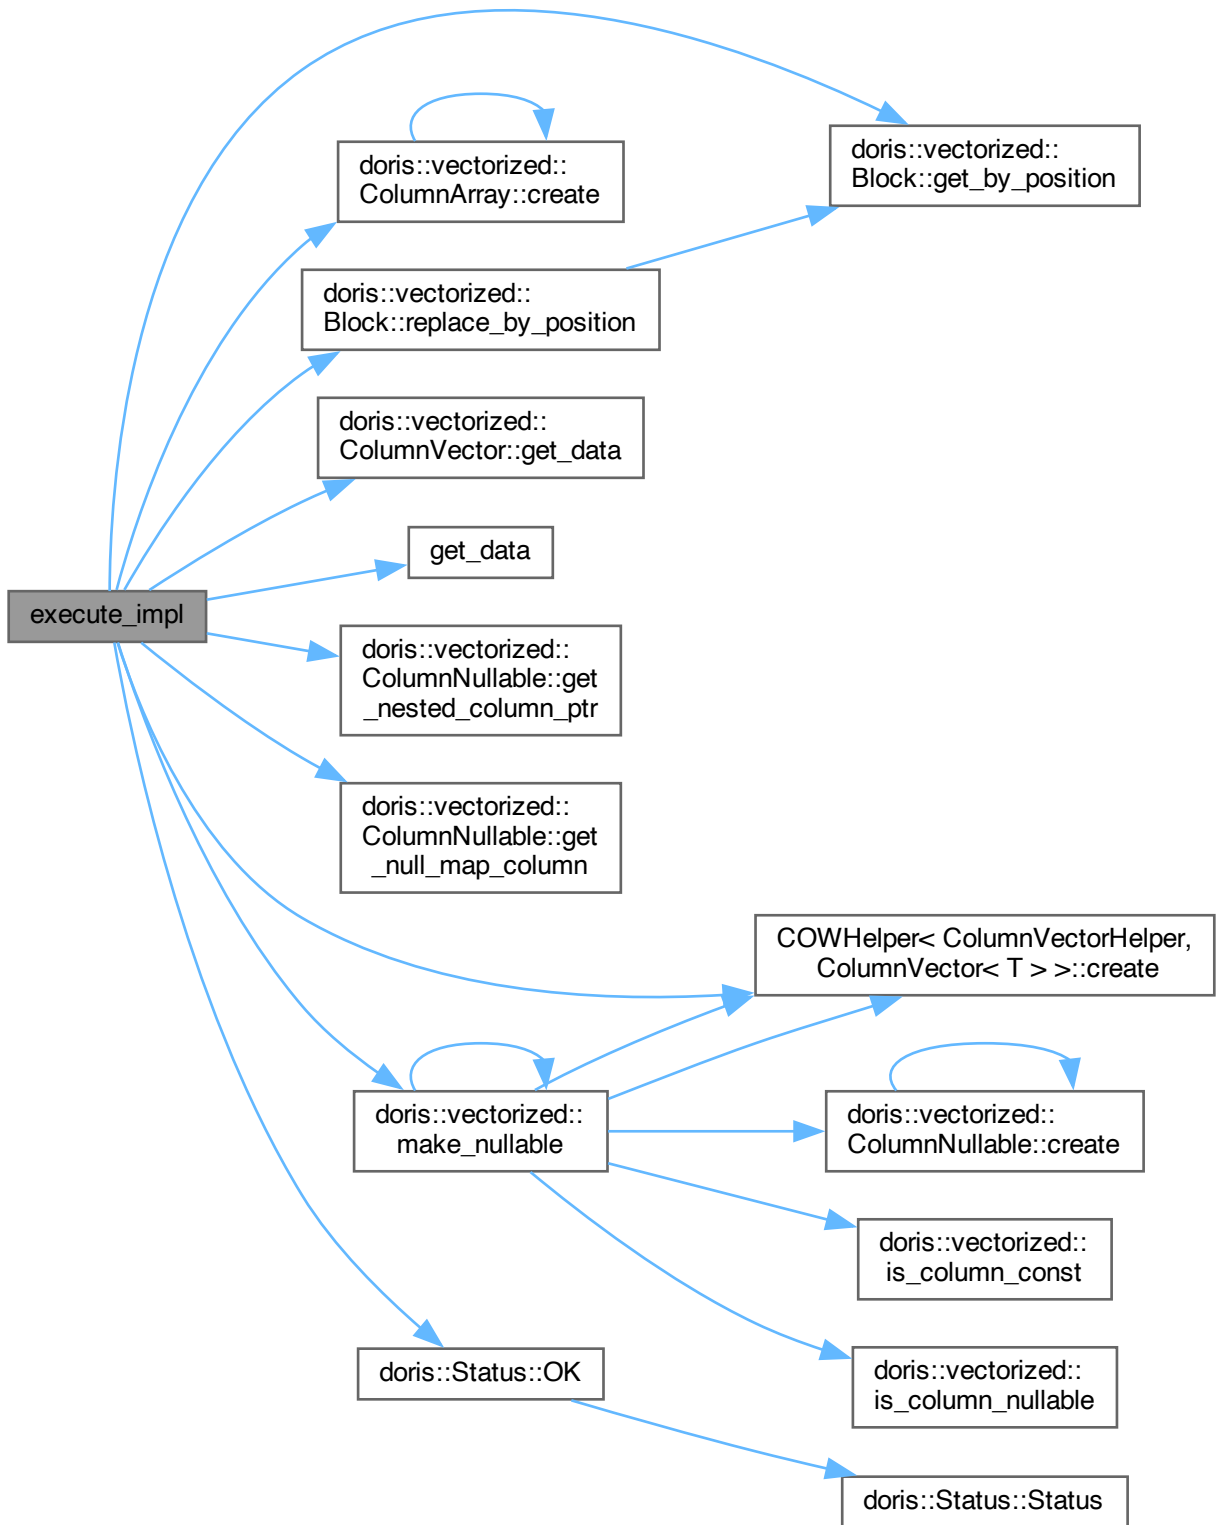 doris::vectorized::
ColumnArray::create
doris::vectorized::
Block::get_by_position
doris::vectorized::
Block::replace_by_position
doris::vectorized::
ColumnVector::get_data
get_data
execute_impl
doris::vectorized::
ColumnNullable::get
_nested_column_ptr
doris::vectorized::
ColumnNullable::get
_null_map_column
COWHelper< ColumnVectorHelper,
ColumnVector< T > >::create
doris::vectorized::
make_nullable
doris::vectorized::
ColumnNullable::create
doris::vectorized::
is_column_const
doris::Status::OK
doris::vectorized::
is_column_nullable
doris::Status::Status